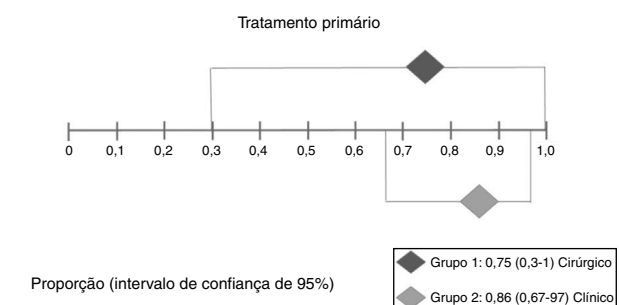 Tratamento primário
0 0,1 0,2 0,3 0,4 0,5 0,6 0,7 0,8 0,9 1,0
Grupo 1: 0,75 (0,3-1) Cirúrgico
Proporção (intervalo de confiança de 95%)
Grupo 2: 0,86 (0,67-97) Clínico